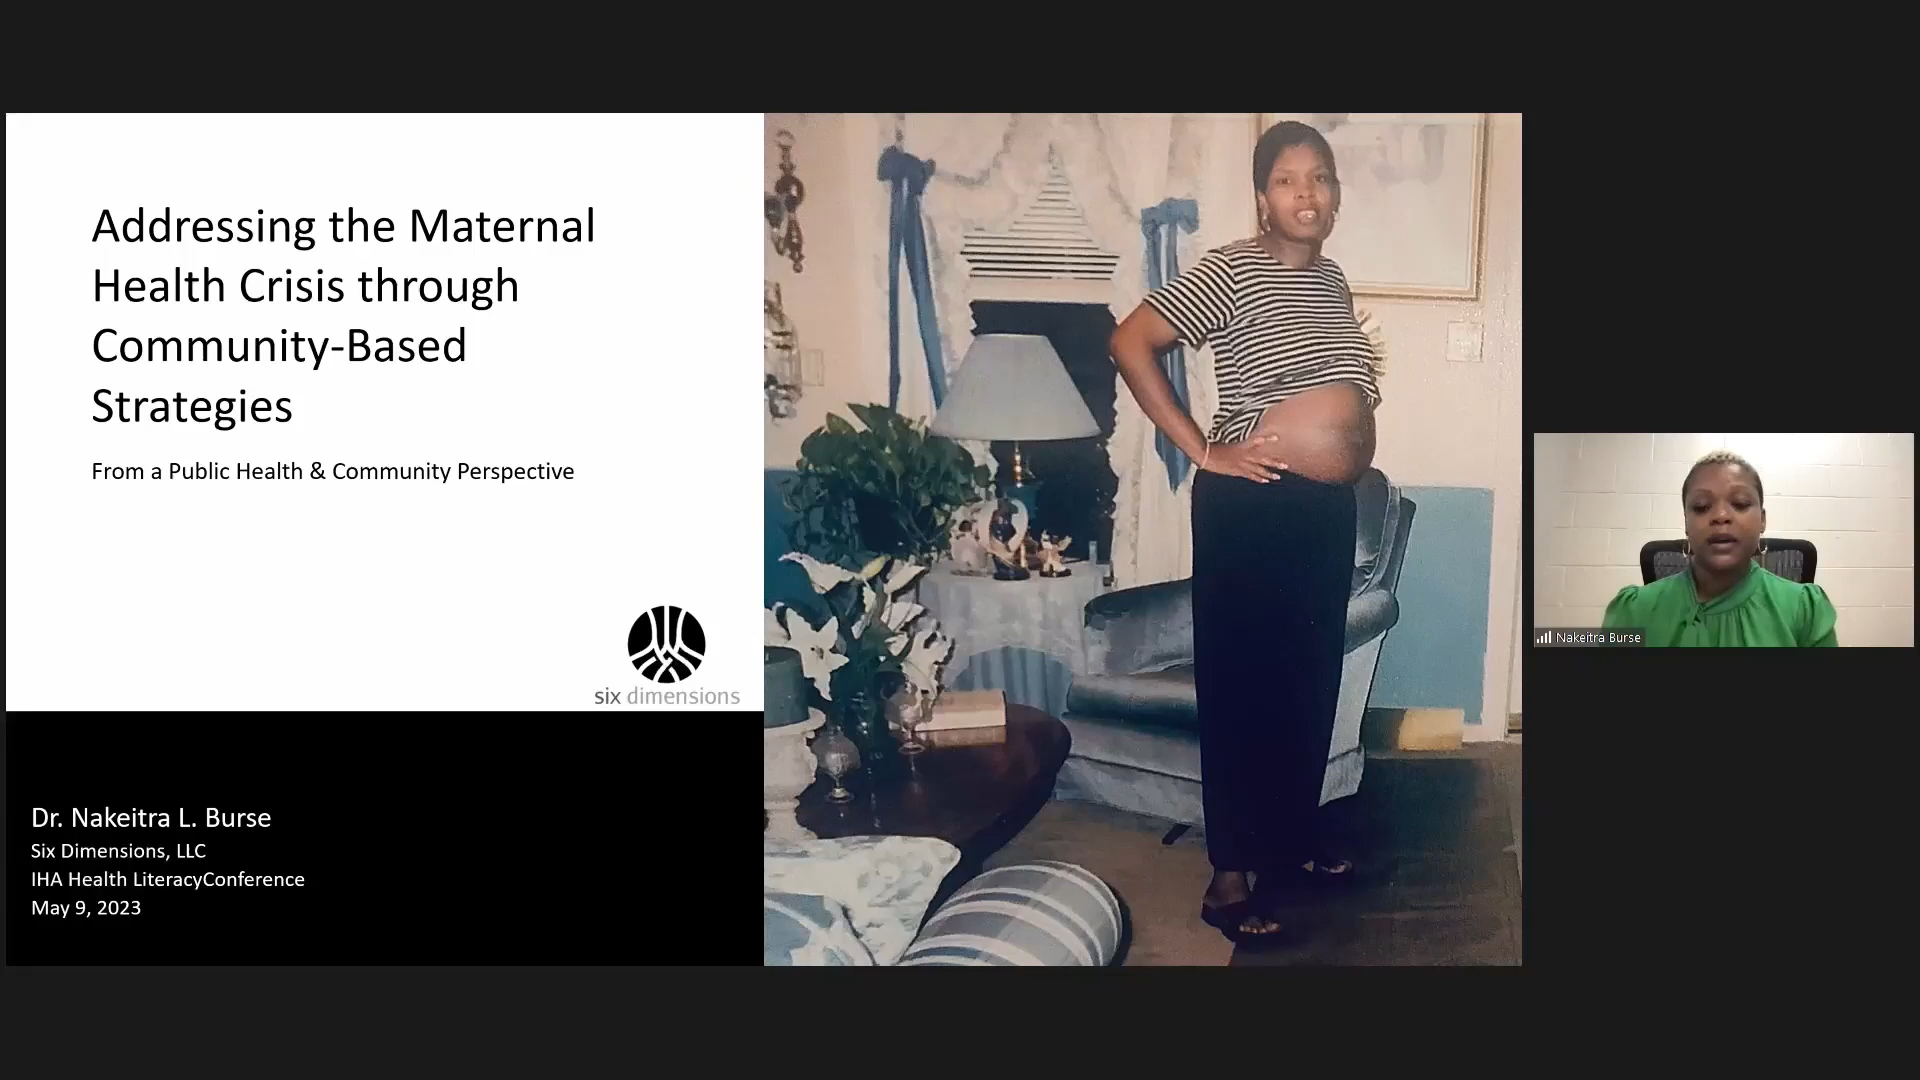 Addressing the Maternal
Health Crisis through
Community-Based
Strategies
From a Public Health & Community Perspective
six dimensions
Dr. Nakeitra L. Burse
Six Dimensions, LLC
IHA Health LiteracyConference
May 9, 2023
Nakeitra Burse